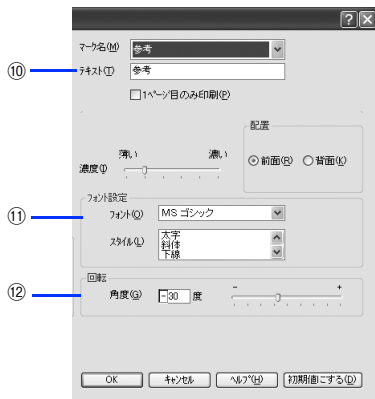 マーク名(M) 参考
⑩ テキスト(T) 参考
1ページ目のみ印刷(P)
配置
薄い 濃い
濃度(I)
前面(R) 背面(K)
フォント設定
⑪ フォント(O) MS ゴシック
スタイル(L) 太字
斜体
下線
回転
⑫ 角度(G) -30 度 - +
OK キャンセル ヘルプ(H) 初期値にする(D)